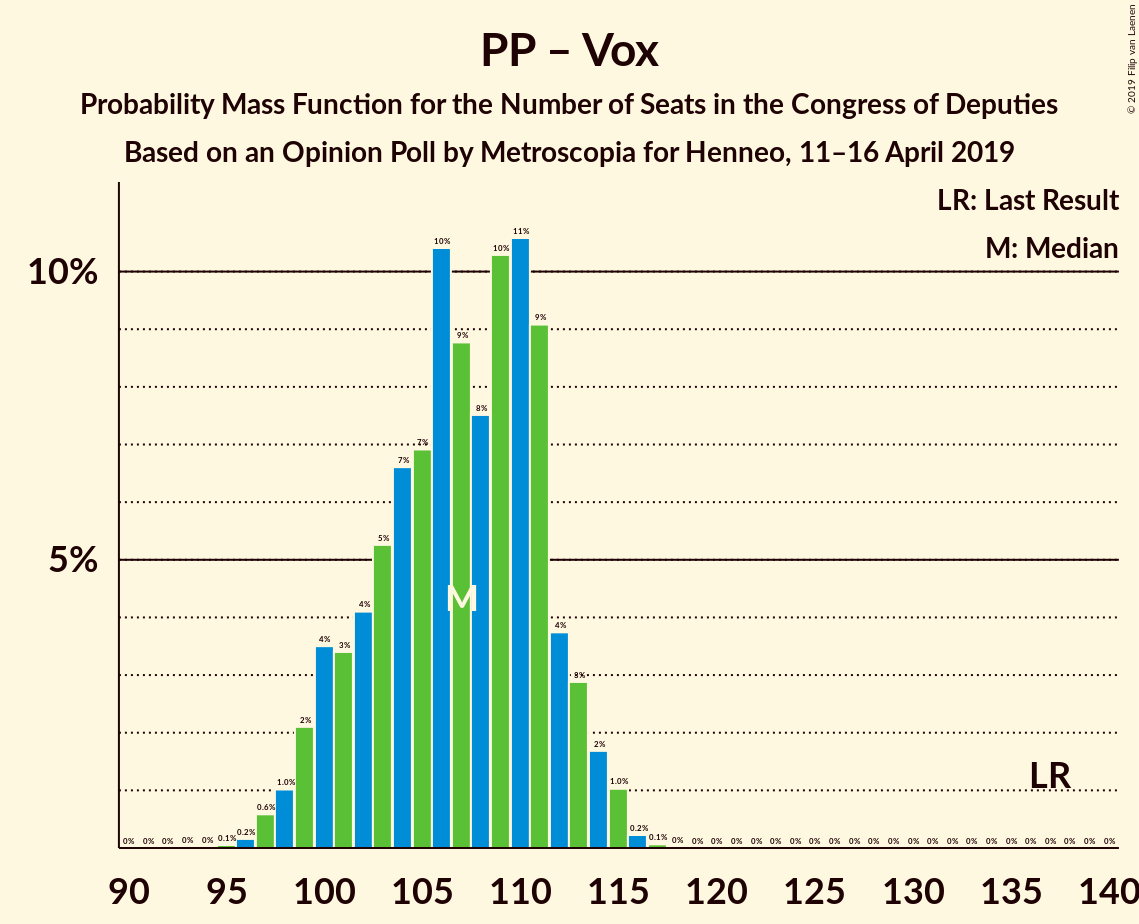 PP – Vox
Probability Mass Function for the Number of Seats in the Congress of Deputies
Based on an Opinion Poll by Metroscopia for Henneo, 11–16 April 2019
© 2019 Filip van Laenen
LR: Last Result
M: Median
10%
5%
0% 0% 0% 0% 0% 0.1% 0.2% 0.6% 1.0% 2% 4% 3% 4% 5% 7% 7% 10% 9% 8% 10% 11% 9% 4% 3% 2% 1.0% 0.2% 0.1% 0% 0% 0% 0% 0% 0% 0% 0% 0% 0% 0% 0% 0% 0% 0% 0% 0% 0% 0% 0% 0% 0% 0%
M
LR
90 95 100 105 110 115 120 125 130 135 140